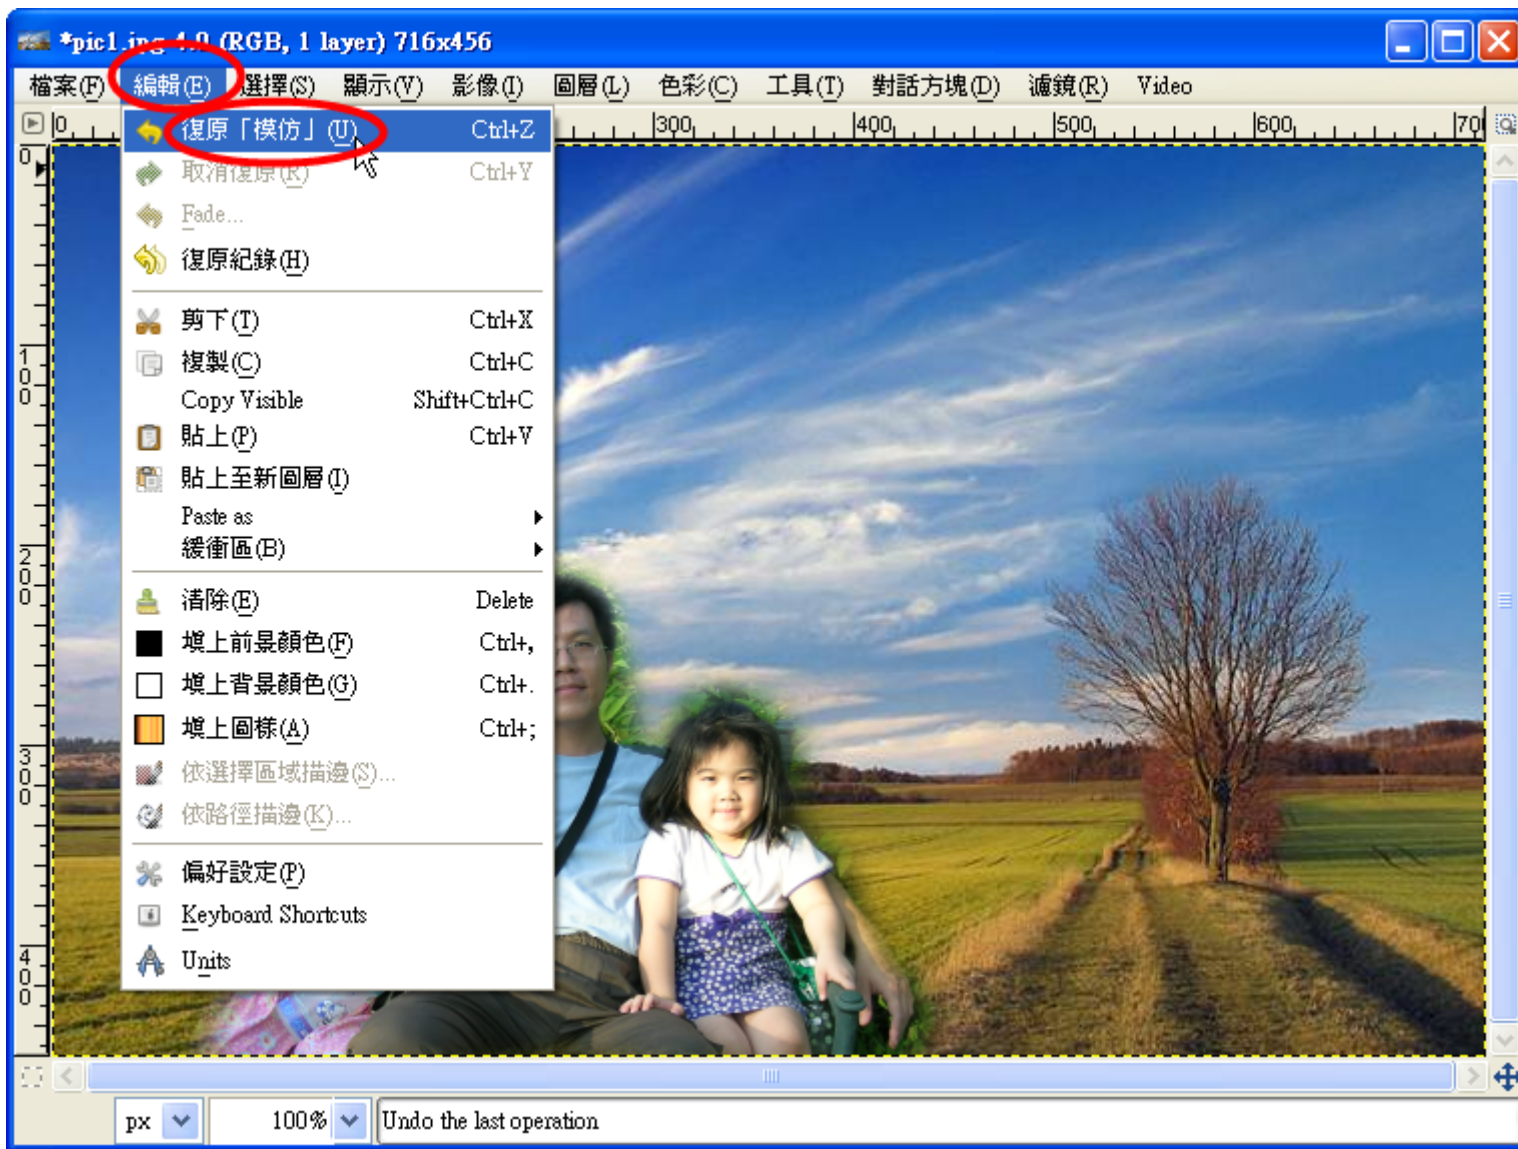 *pic1.jpg-4.0 (RGB, 1 layer) 716x456
檔案(F) 編輯(E) 選擇(S) 顯示(V) 影像(I) 圖層(L) 色彩(C) 工具(T) 對話方塊(D) 濾鏡(R) Video
0 300 400 500 600 700
復原「模仿」(U) Ctrl+Z
取消復原(R) Ctrl+Y
Fade...
復原紀錄(H)
剪下(T) Ctrl+X
複製(C) Ctrl+C
Copy Visible Shift+Ctrl+C
貼上(P) Ctrl+V
貼上至新圖層(I)
Paste as
緩衝區(B)
清除(E) Delete
填上前景顏色(F) Ctrl+,
填上背景顏色(G) Ctrl+.
填上圖樣(A) Ctrl+;
依選擇區域描邊(S)...
依路徑描邊(K)...
偏好設定(P)
Keyboard Shortcuts
Units
0
100
200
300
400
px 100% Undo the last operation